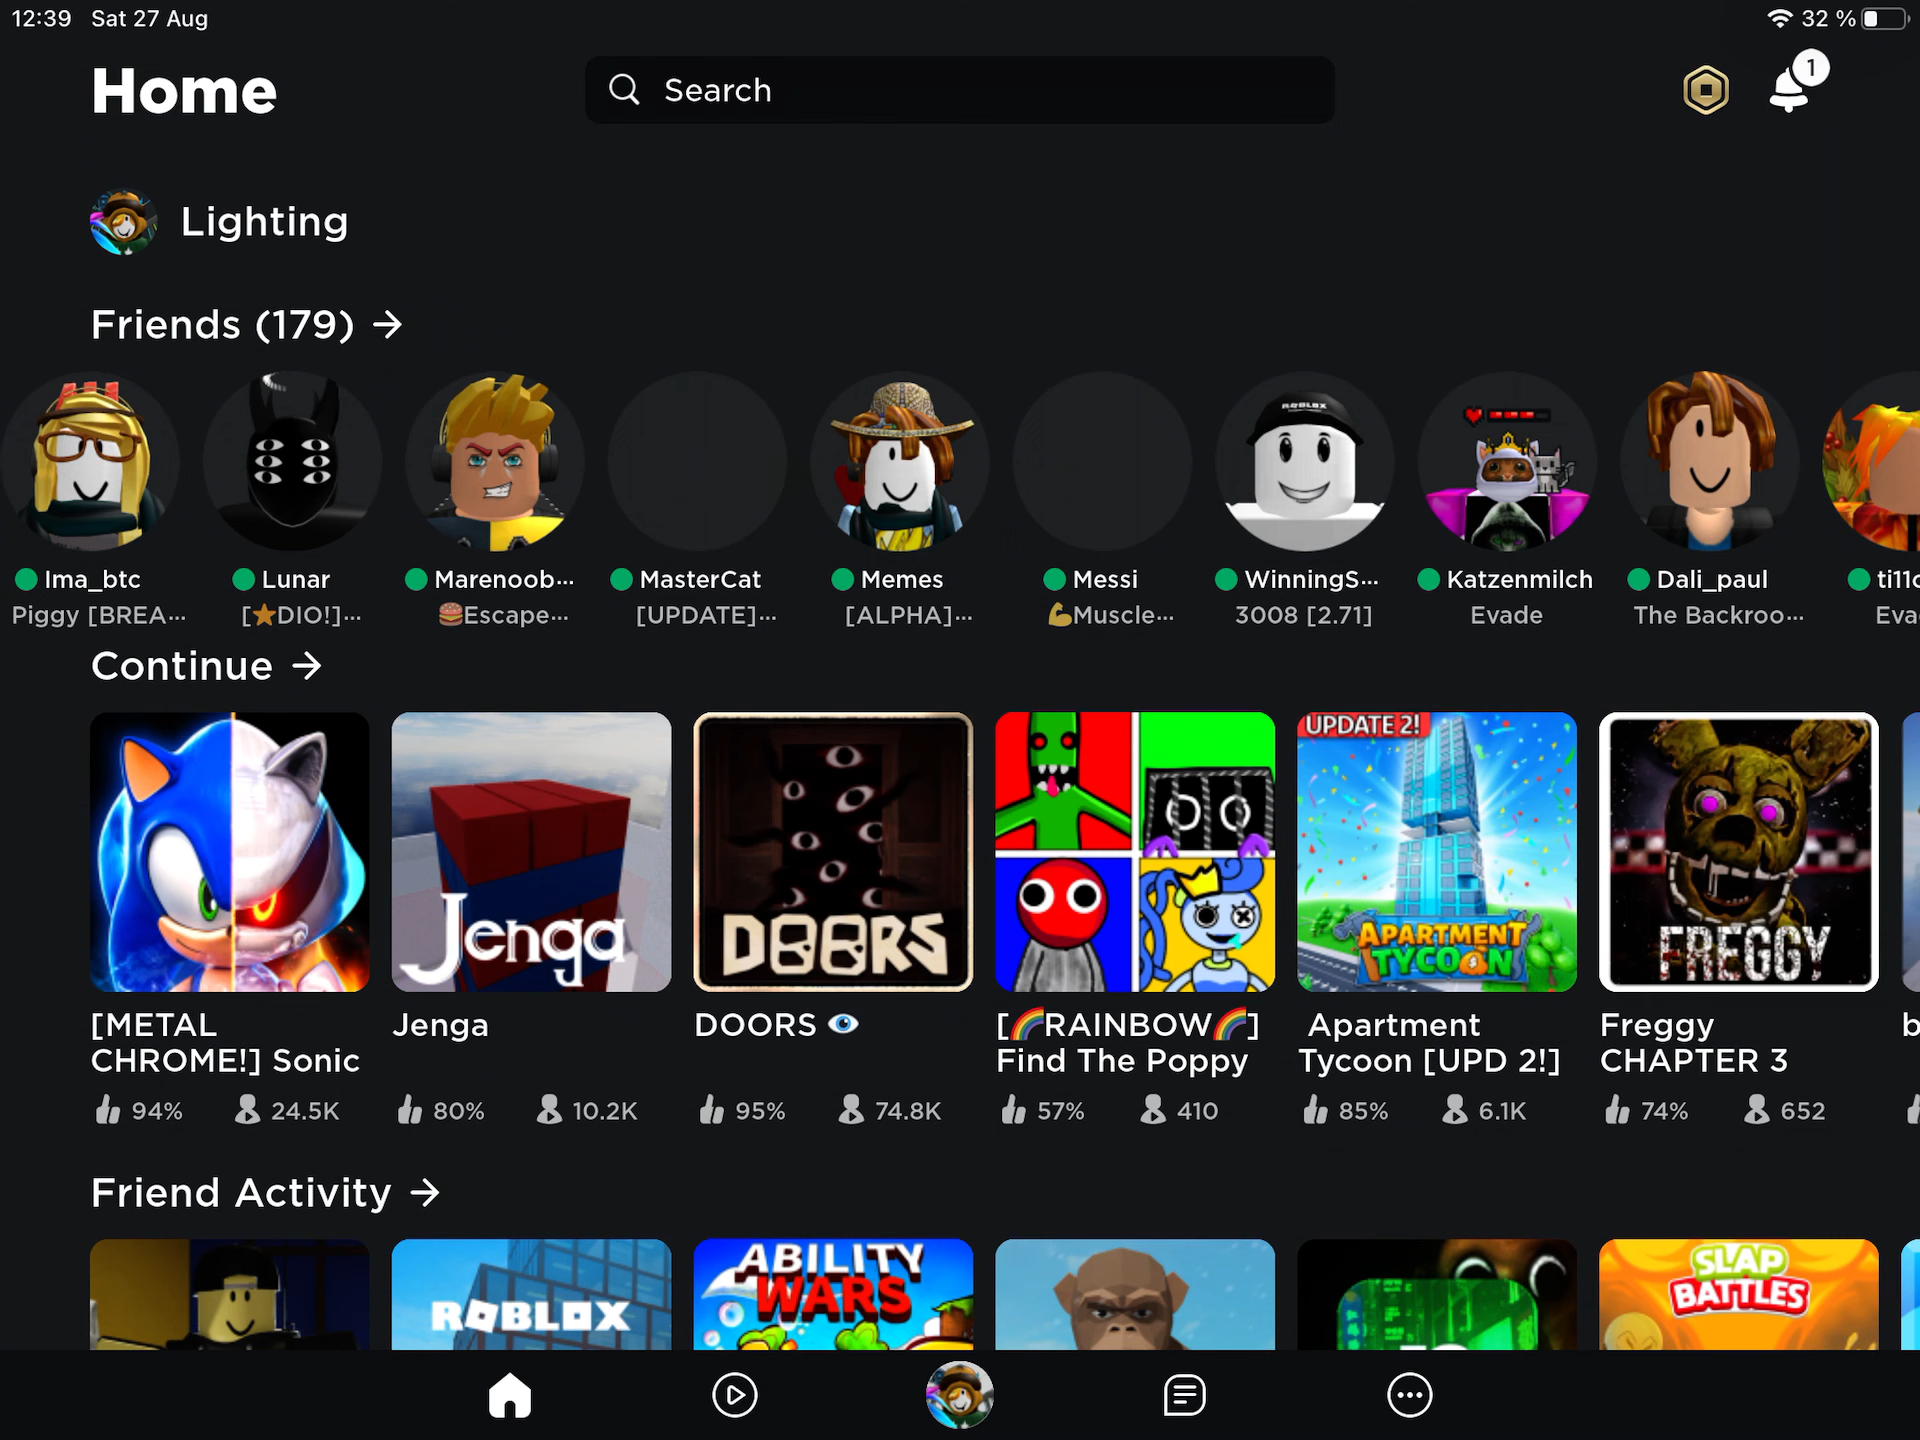 12:39 Sat 27 Aug
32 %
Home
Search
1
Lighting
Friends (179) →
Ima_btc
Piggy [BREA...
Lunar
[⭐DIO!]...
Marenoob...
🍔Escape...
MasterCat
[UPDATE]...
Memes
[ALPHA]...
Messi
💪Muscle...
ROBLOX
WinningS...
3008 [2.71]
Katzenmilch
Evade
Dali_paul
The Backroo...
ti11c
Eva
Continue →
[METAL
CHROME!] Sonic
94% 24.5K
Jenga
Jenga
80% 10.2K
DOORS
DOORS 👁
95% 74.8K
[🌈RAINBOW🌈]
Find The Poppy
57% 410
UPDATE 2!
APARTMENT
TYCOON
Apartment
Tycoon [UPD 2!]
85% 6.1K
FREGGY
Freggy
CHAPTER 3
74% 652
b
Friend Activity →
ROBLOX
ABILITY
WARS
SLAP
BATTLES